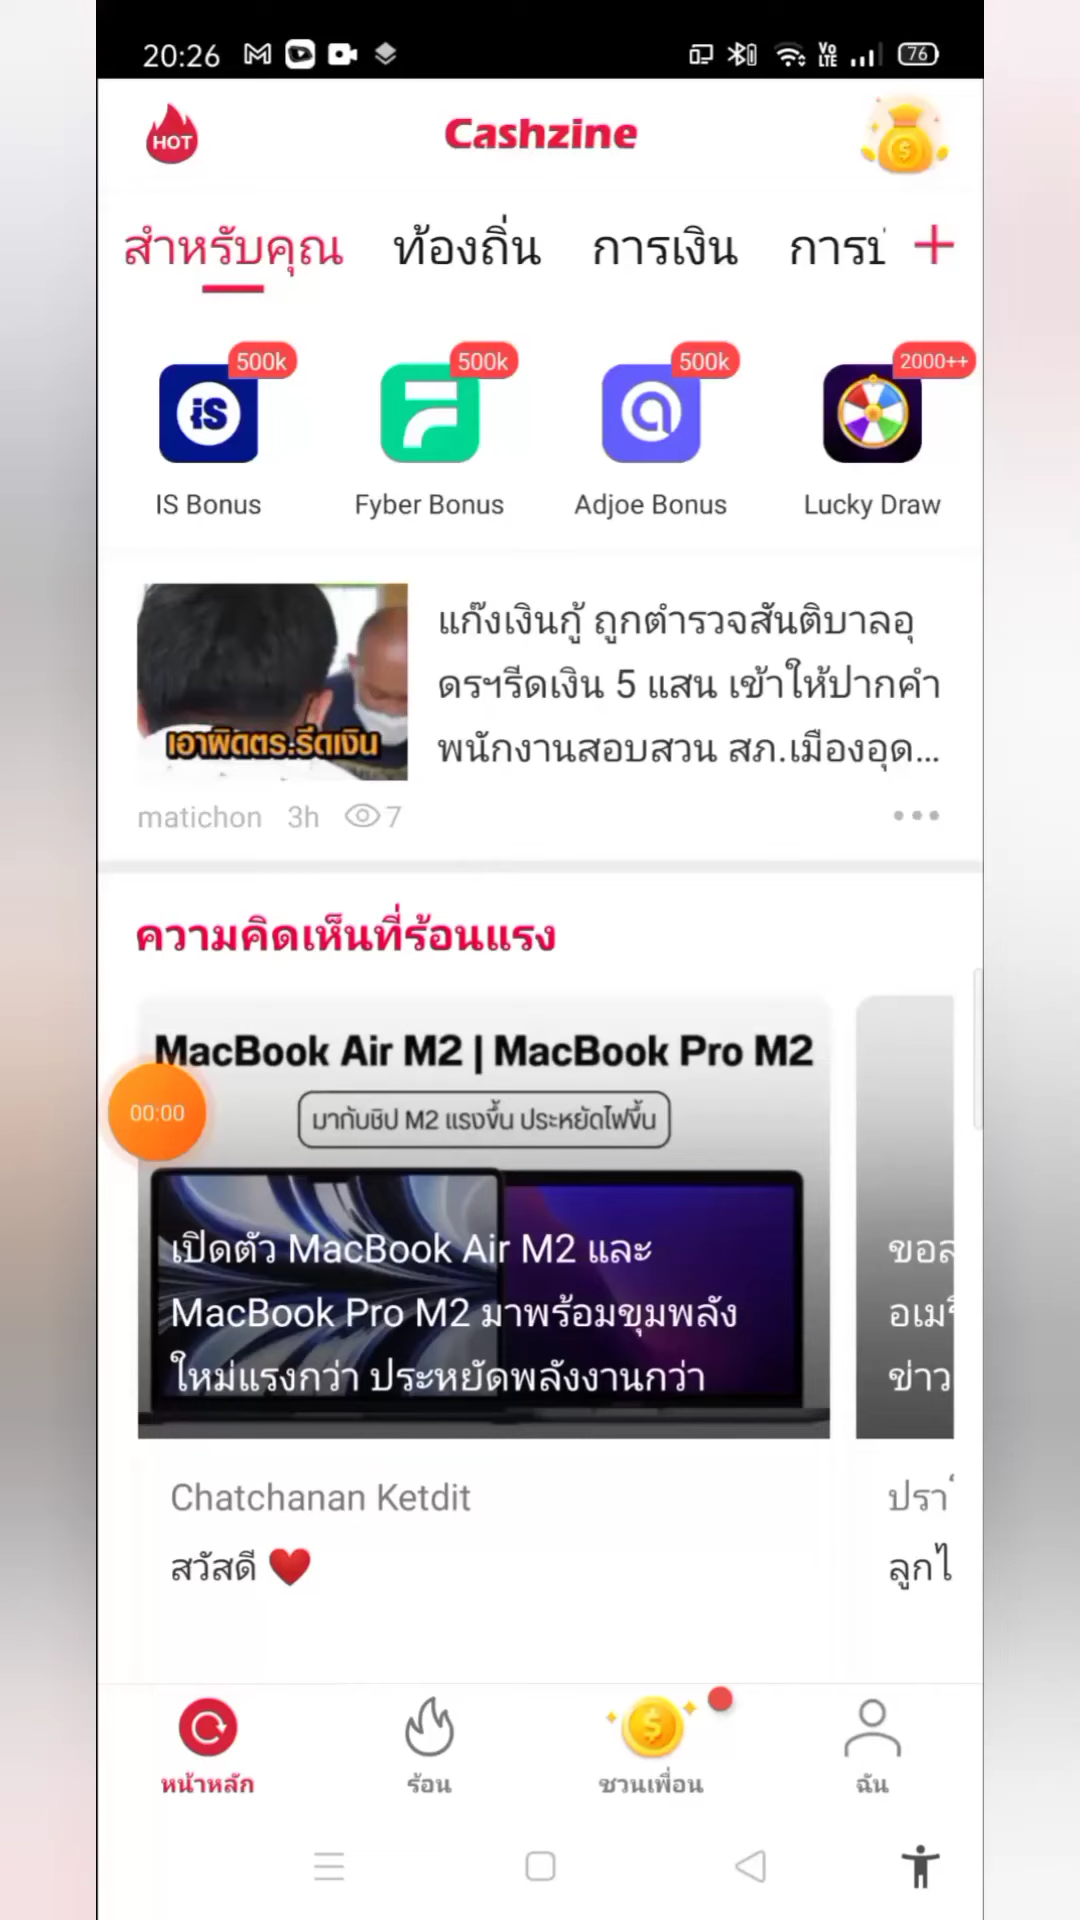 20:26
VO LTE
76
HOT
Cashzine
สำหรับคุณ ท้องถิ่น การเงิน
500k 500k 500k 2000++
iS
IS Bonus Fyber Bonus Adjoe Bonus Lucky Draw
แก๊งเงินกู้ ถูกตำรวจสันติบาลอุ
ดรฯรีดเงิน 5 แสน เข้าให้ปากคำ
พนักงานสอบสวน สภ.เมืองอุด...
เอาผิดตร.รีดเงิน
matichon 3h 7
ความคิดเห็นที่ร้อนแรง
MacBook Air M2 | MacBook Pro M2
มากับชิป M2 แรงขึ้น ประหยัดไฟขึ้น
00:00
เปิดตัว MacBook Air M2 และ
MacBook Pro M2 มาพร้อมขุมพลัง
ใหม่แรงกว่า ประหยัดพลังงานกว่า
ข่าว
Chatchanan Ketdit
สวัสดี ❤️
หน้าหลัก ร้อน ชวนเพื่อน ฉัน